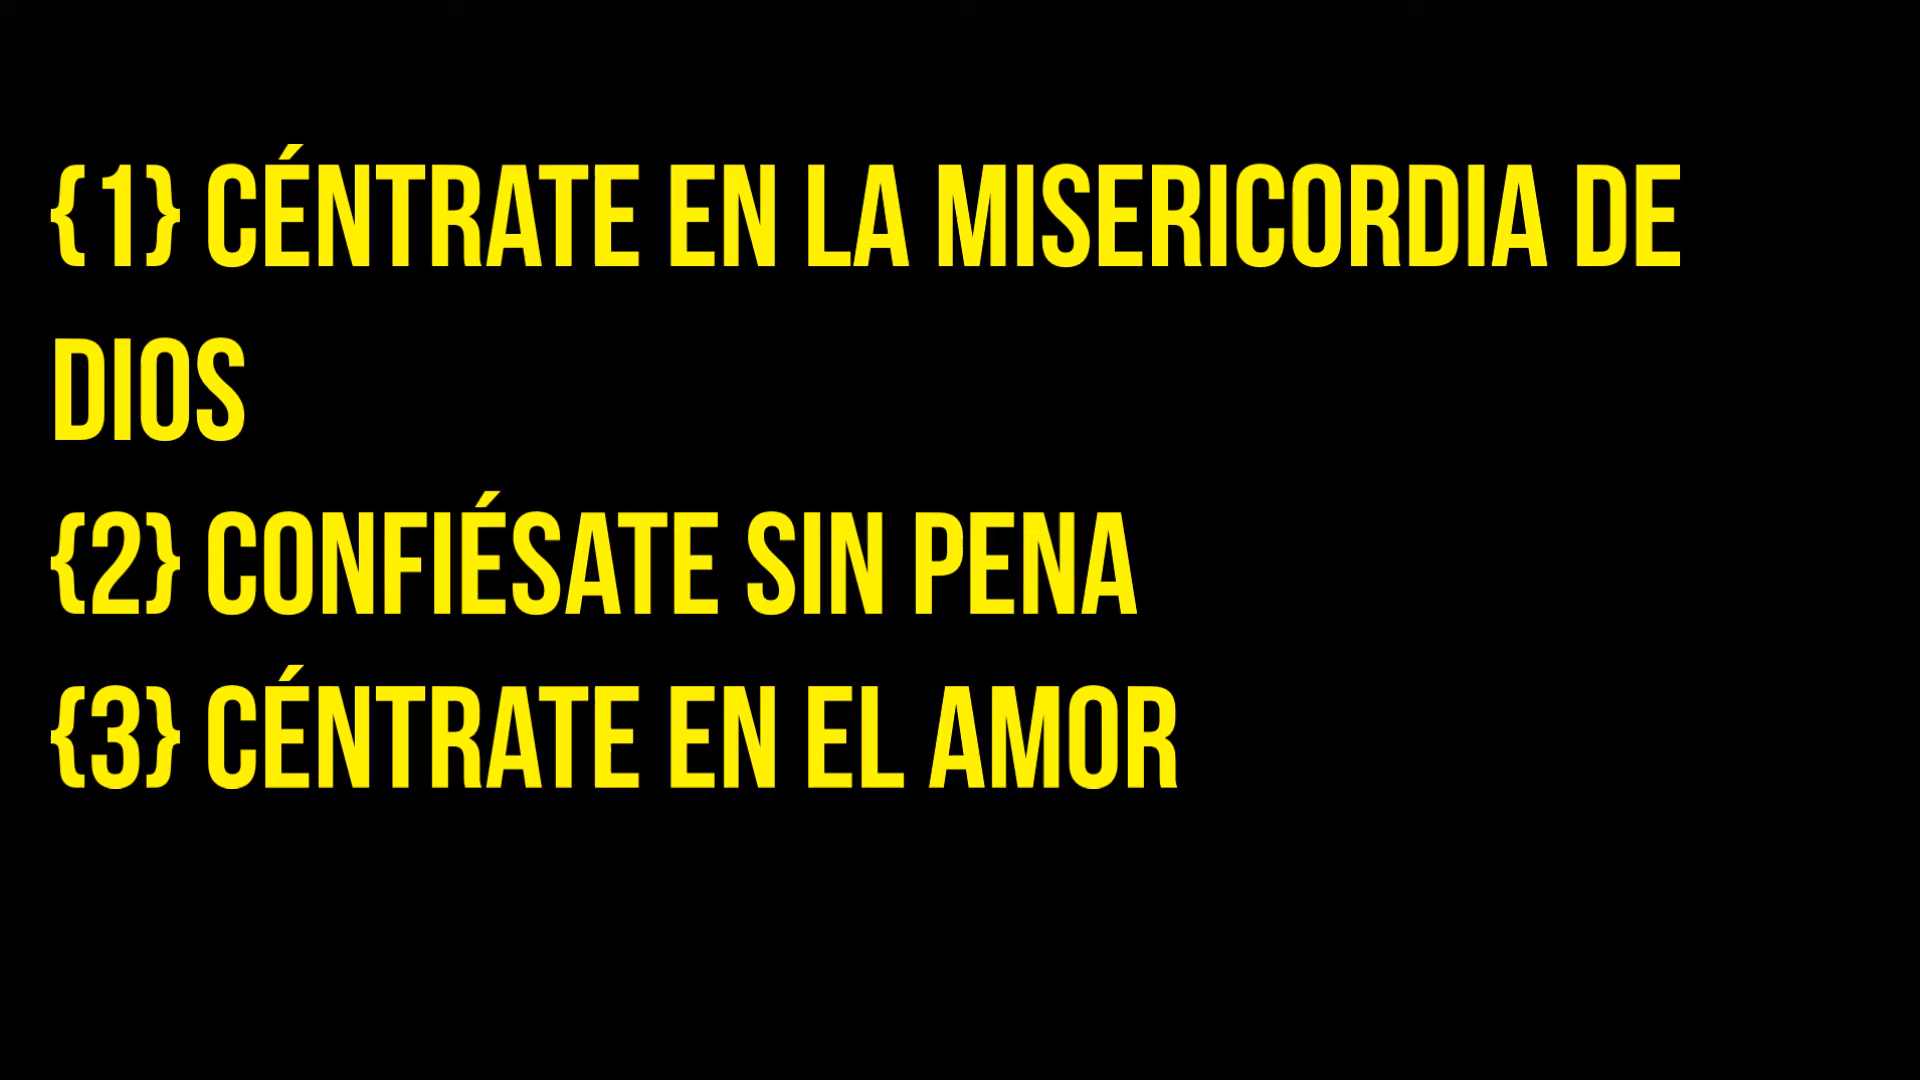 {1} CÉNTRATE EN LA MISERICORDIA DE
DIOS
{2} CONFIÉSATE SIN PENA
{3} CÉNTRATE EN EL AMOR